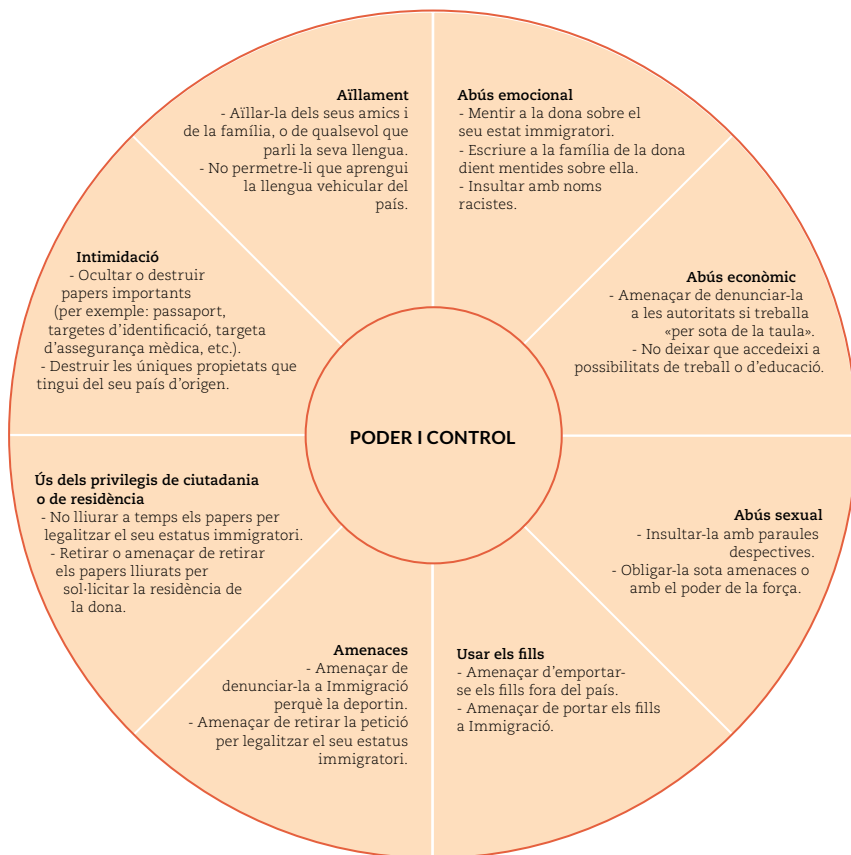 Aïllament
- Aïllar-la dels seus amics i
de la família, o de qualsevol que
parli la seva llengua.
- No permetre-li que aprengui
la llengua vehicular del
país.
Abús emocional
- Mentir a la dona sobre el
seu estat immigratori.
- Escriure a la família de la dona
dient mentides sobre ella.
- Insultar amb noms
racistes.
Intimidació
- Ocultar o destruir
papers importants
(per exemple: passaport,
targetes d’identificació, targeta
d’assegurança mèdica, etc.).
- Destruir les úniques propietats que
tingui del seu país d’origen.
Abús econòmic
- Amenaçar de denunciar-la
a les autoritats si treballa
«per sota de la taula».
- No deixar que accedeixi a
possibilitats de treball o d’educació.
PODER I CONTROL
Ús dels privilegis de ciutadania
o de residència
- No lliurar a temps els papers per
legalitzar el seu estatus immigratori.
- Retirar o amenaçar de retirar
els papers lliurats per
sol·licitar la residència de
la dona.
Abús sexual
- Insultar-la amb paraules
despectives.
- Obligar-la sota amenaces o
amb el poder de la força.
Amenaces
- Amenaçar de
denunciar-la a Immigració
perquè la deportin.
- Amenaçar de retirar la petició
per legalitzar el seu estatus
immigratori.
Usar els fills
- Amenaçar d’emportar-
se els fills fora del país.
- Amenaçar de portar els fills
a Immigració.